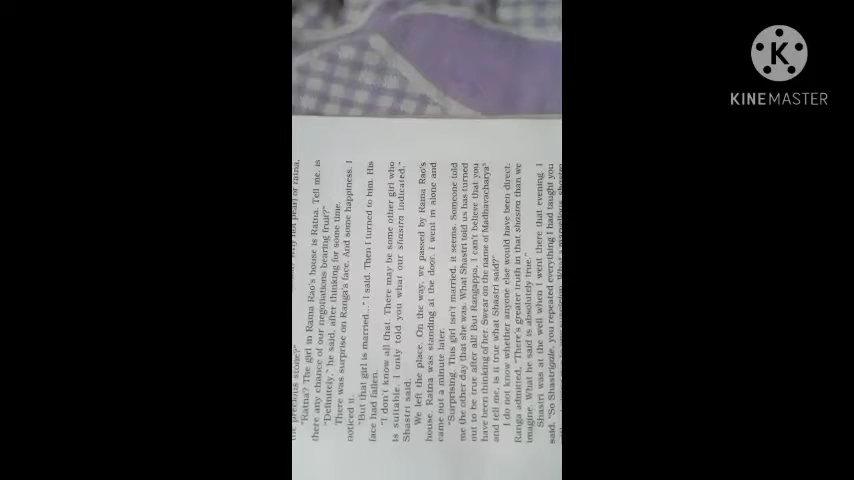 the precious stone?"
"Ratna? The girl in Rama Rao's house is Ratna. Tell me, is
there any chance of our negotiations bearing fruit?"
"Definitely," he said, after thinking for some time.
There was surprise on Ranga's face. And some happiness. I
noticed it.
"But that girl is married..." I said. Then I turned to him. His
face had fallen.
"I don't know all that. There may be some other girl who
is suitable. I only told you what our shastra indicated,"
Shastri said.
We left the place. On the way, we passed by Rama Rao's
house. Ratna was standing at the door. I went in alone and
came out a minute later.
"Surprising. This girl isn't married, it seems. Someone told
me the other day that she was. What Shastri told us has turned
out to be true after all! But Rangappa, I can't believe that you
have been thinking of her. Swear on the name of Madhavacharya
and tell me, is it true what Shastri said?"
I do not know whether anyone else would have been direct.
Ranga admitted, "There's greater truth in that shastra than we
imagine. What he said is absolutely true."
Shastri was at the well when I went there that evening. I
said, "So Shastrigale, you repeated everything I had taught you
KINEMASTER